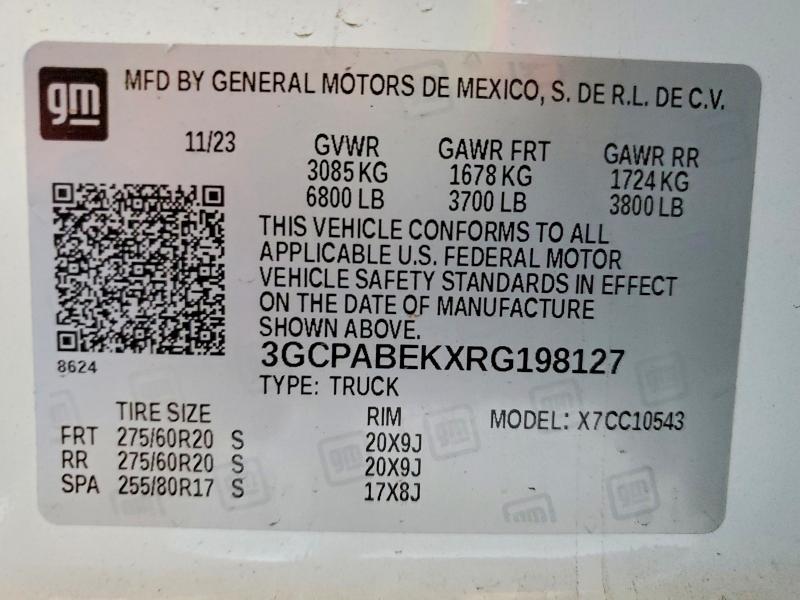 gm
MFD BY GENERAL MOTORS DE MEXICO, S. DE R.L. DE C.V.
11/23 GVWR GAWR FRT GAWR RR
3085 KG 1678 KG 1724 KG
6800 LB 3700 LB 3800 LB
THIS VEHICLE CONFORMS TO ALL
APPLICABLE U.S. FEDERAL MOTOR
VEHICLE SAFETY STANDARDS IN EFFECT
ON THE DATE OF MANUFACTURE
SHOWN ABOVE.
8624 3GCPABEKXRG198127
TYPE: TRUCK
TIRE SIZE RIM MODEL: X7CC10543
FRT 275/60R20 S 20X9J
RR 275/60R20 S 20X9J
SPA 255/80R17 S 17X8J